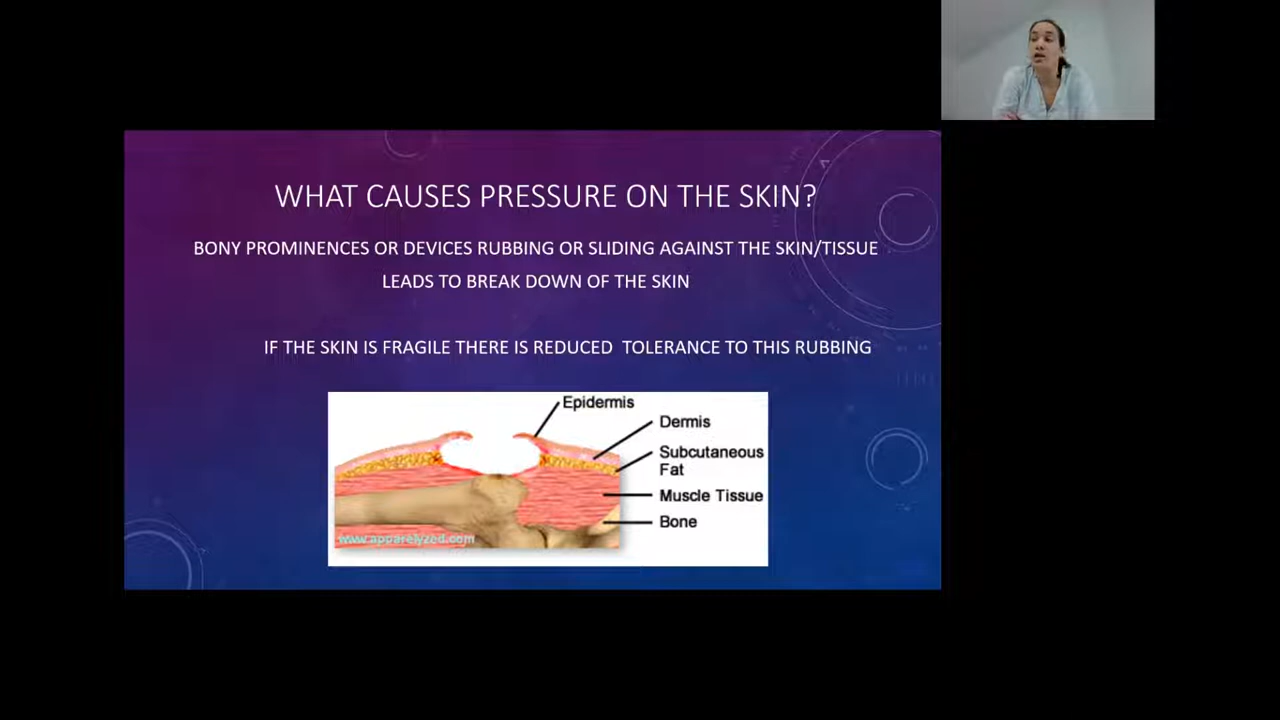 WHAT CAUSES PRESSURE ON THE SKIN?
BONY PROMINENCES OR DEVICES RUBBING OR SLIDING AGAINST THE SKIN/TISSUE
LEADS TO BREAK DOWN OF THE SKIN
IF THE SKIN IS FRAGILE THERE IS REDUCED TOLERANCE TO THIS RUBBING
Epidermis
Dermis
Subcutaneous
Fat
Muscle Tissue
Bone
www.apparelyzed.com